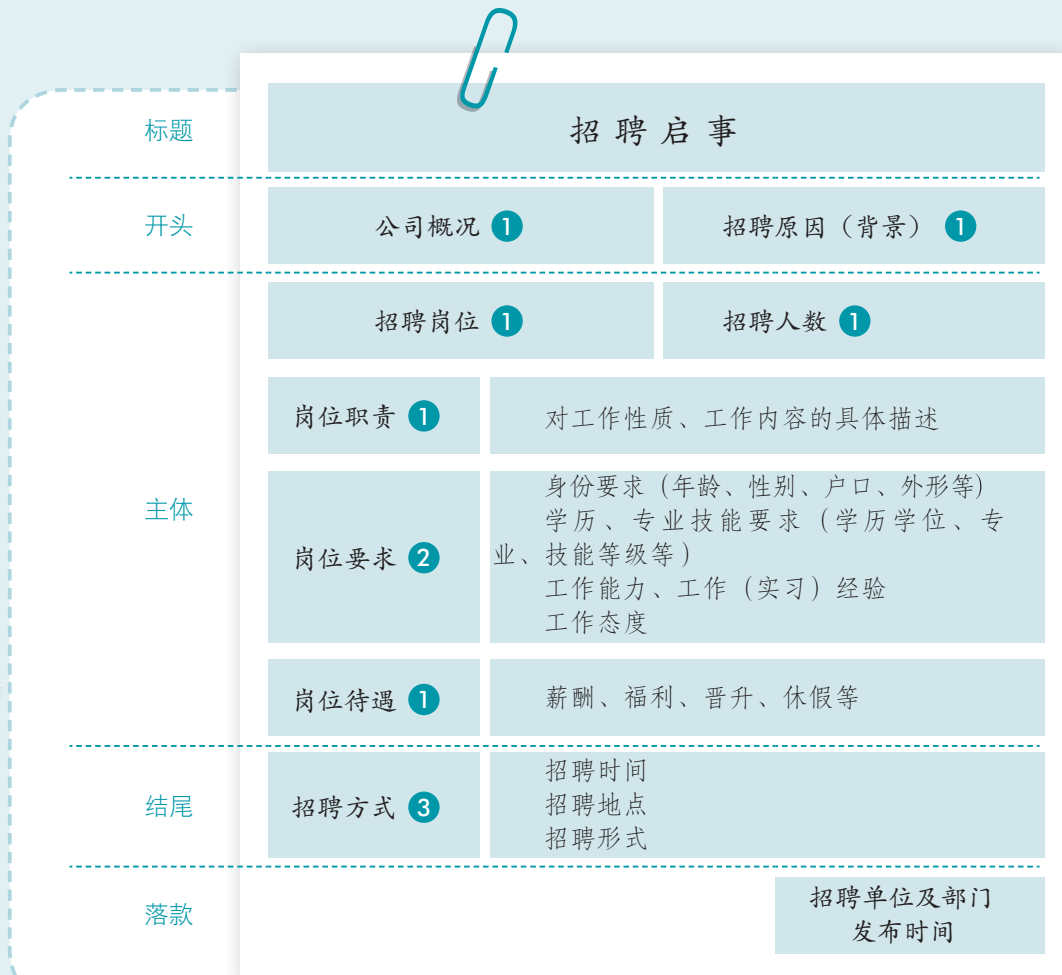 标题
招聘启事
开头
公司概况 1
招聘原因（背景） 1
招聘岗位 1
招聘人数 1
主体
岗位职责 1
对工作性质、工作内容的具体描述
岗位要求 2
身份要求（年龄、性别、户口、外形等）
学历、专业技能要求（学历学位、专
业、技能等级等）
工作能力、工作（实习）经验
工作态度
岗位待遇 1
薪酬、福利、晋升、休假等
结尾
招聘方式 3
招聘时间
招聘地点
招聘形式
落款
招聘单位及部门
发布时间